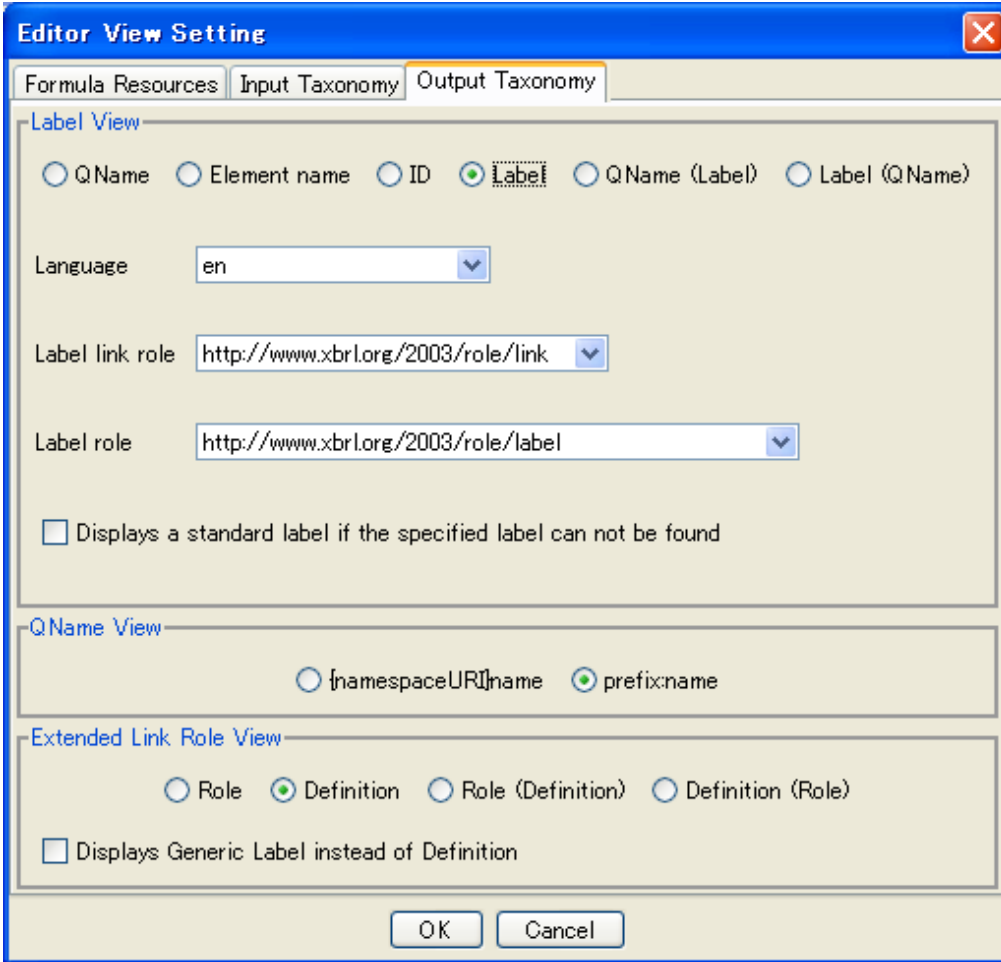 Editor View Setting
Formula Resources Input Taxonomy Output Taxonomy
Label View
QName Element name ID Label QName (Label) Label (QName)
Language en
Label link role http://www.xbrl.org/2003/role/link
Label role http://www.xbrl.org/2003/role/label
Displays a standard label if the specified label can not be found
QName View
{namespaceURI}name prefix:name
Extended Link Role View
Role Definition Role (Definition) Definition (Role)
Displays Generic Label instead of Definition
OK Cancel